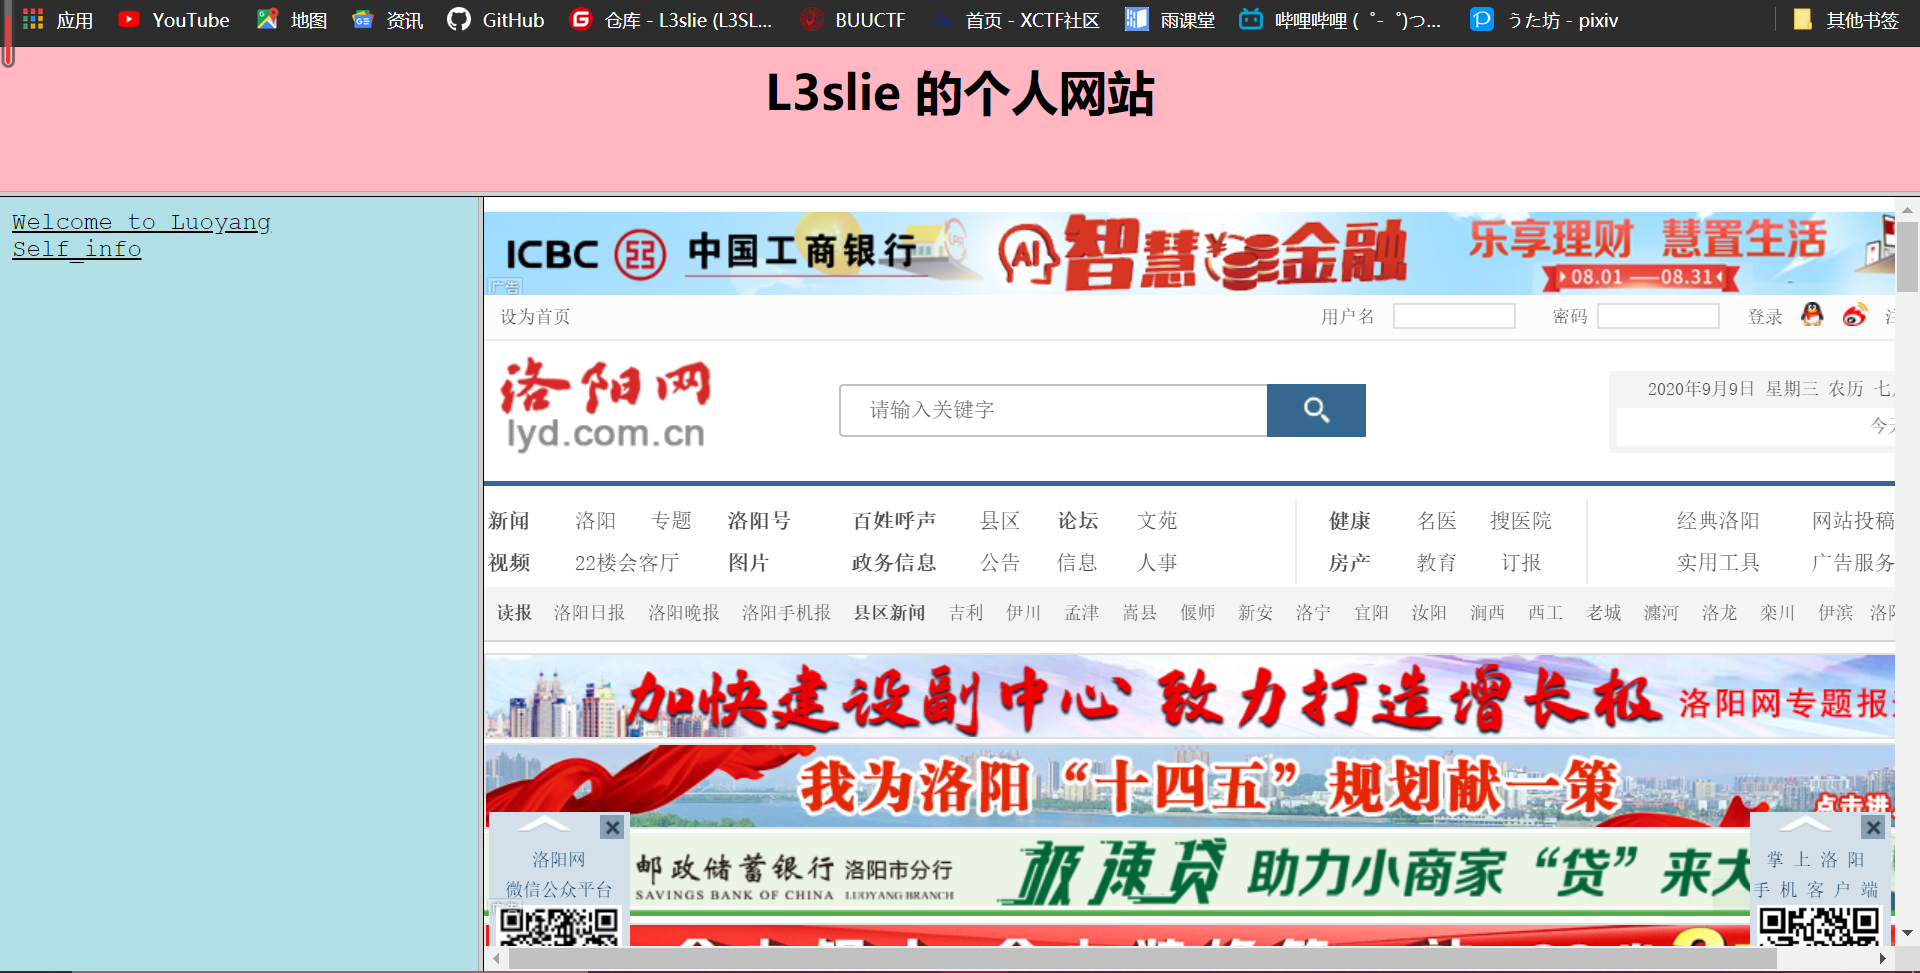 应用 YouTube 地图 资讯 GitHub 仓库 - L3slie (L3SL... BUUCTF 首页 - XCTF社区 雨课堂 哔哩哔哩 (゜-゜)つ... うた坊 - pixiv 其他书签
L3slie 的个人网站
Welcome to Luoyang
Self_info
ICBC 中国工商银行 AI 智慧金融 乐享理财 慧置生活
08.01 ——08.31
广告
设为首页 用户名 密码 登录
洛阳网
lyd.com.cn
请输入关键字
2020年9月9日 星期三 农历 七
今
新闻 洛阳 专题 洛阳号 百姓呼声 县区 论坛 文苑 健康 名医 搜医院 经典洛阳 网站投稿
视频 22楼会客厅 图片 政务信息 公告 信息 人事 房产 教育 订报 实用工具 广告服务
读报 洛阳日报 洛阳晚报 洛阳手机报 县区新闻 吉利 伊川 孟津 嵩县 偃师 新安 洛宁 宜阳 汝阳 涧西 西工 老城 瀍河 洛龙 栾川 伊滨 洛
加快建设副中心 致力打造增长极 洛阳网专题报
我为洛阳“十四五”规划献一策
点击进
洛阳网
微信公众平台
邮政储蓄银行 洛阳市分行
SAVINGS BANK OF CHINA LUOYANG BRANCH
极速贷 助力小商家“贷”来大
掌上洛阳
手机客户端